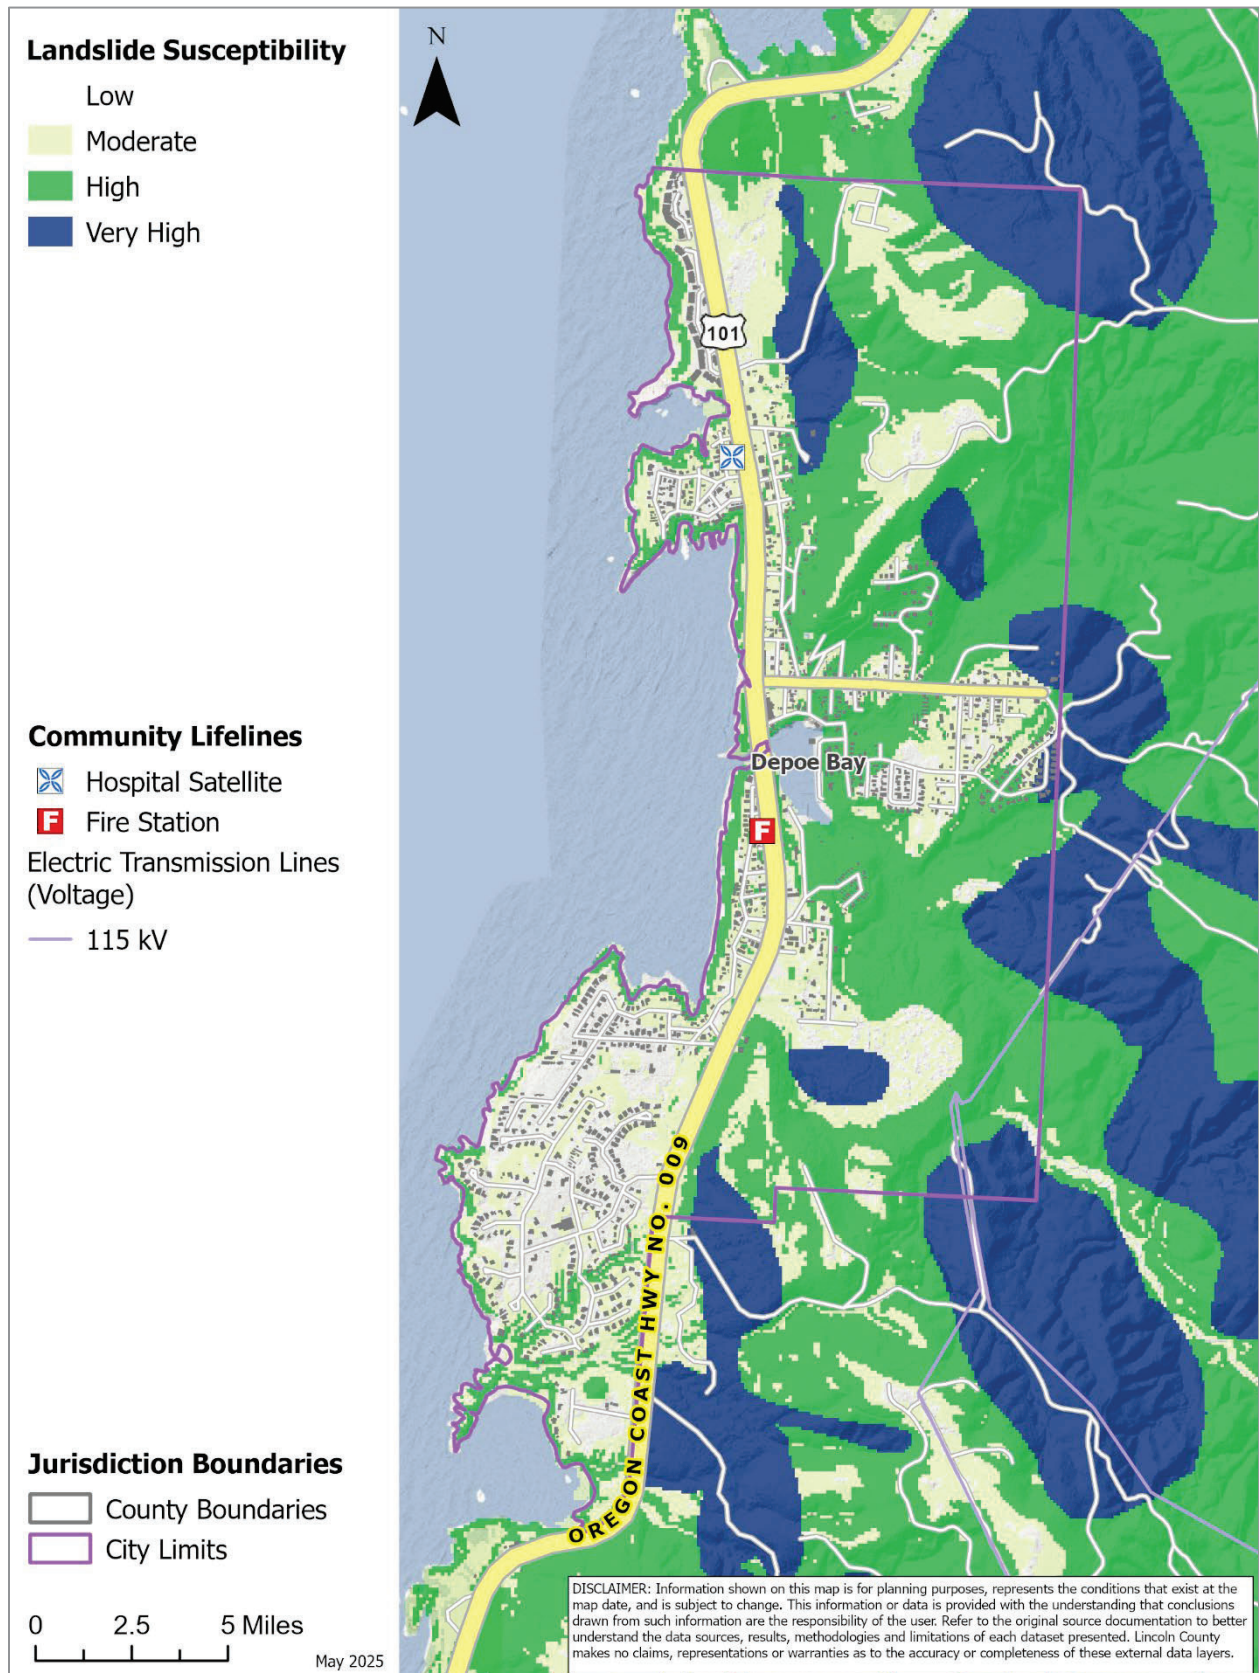 Landslide Susceptibility
Low
Moderate
High
Very High
Community Lifelines
Hospital Satellite
F Fire Station
Electric Transmission Lines
(Voltage)
115 kV
Jurisdiction Boundaries
County Boundaries
City Limits
0 2.5 5 Miles
May 2025
N
101
Depoe Bay
F
OREGON COAST HWY NO. 009
DISCLAIMER: Information shown on this map is for planning purposes, represents the conditions that exist at the
map date, and is subject to change. This information or data is provided with the understanding that conclusions
drawn from such information are the responsibility of the user. Refer to the original source documentation to better
understand the data sources, results, methodologies and limitations of each dataset presented. Lincoln County
makes no claims, representations or warranties as to the accuracy or completeness of these external data layers.